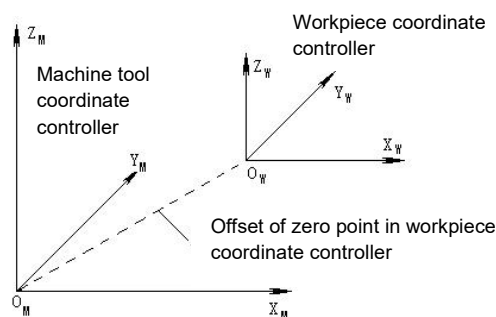 Workpiece coordinate
controller
Z_M
Machine tool
coordinate
controller
Z_W
Y_W
X_W
Y_M
O_W
Offset of zero point in workpiece
coordinate controller
O_M
X_M